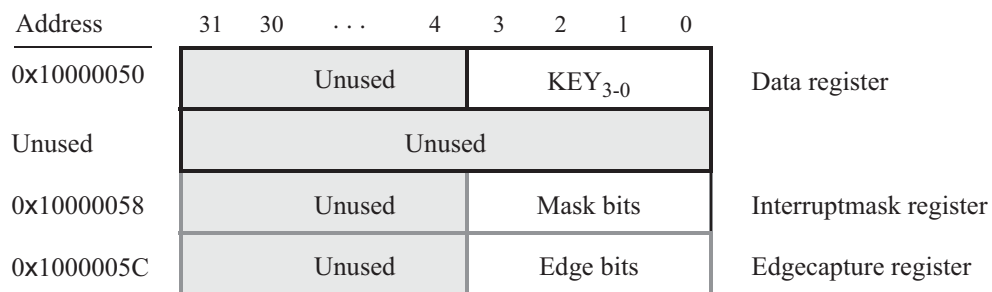 Address 31 30 ··· 4 3 2 1 0
0x10000050 Unused KEY3-0 Data register
Unused Unused
0x10000058 Unused Mask bits Interruptmask register
0x1000005C Unused Edge bits Edgecapture register